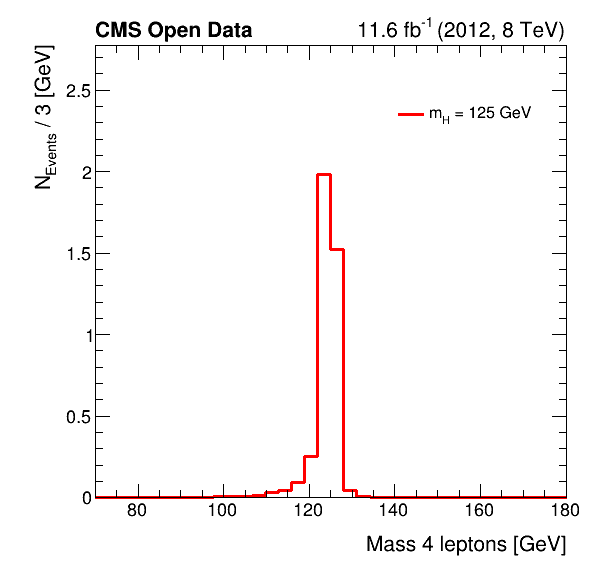 CMS Open Data 11.6 fb⁻¹ (2012, 8 TeV)
N_Events / 3 [GeV]
m_H = 125 GeV
2.5
2
1.5
1
0.5
0
80 100 120 140 160 180
Mass 4 leptons [GeV]